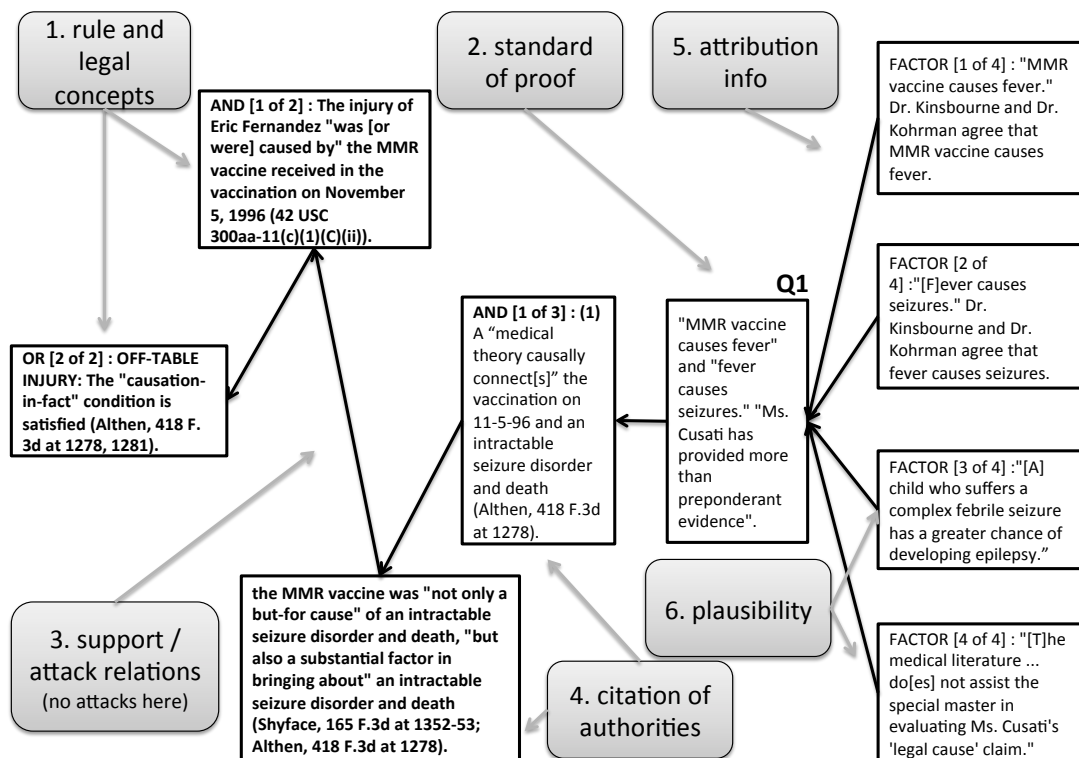 1. rule and
legal
concepts
2. standard
of proof
5. attribution
info
FACTOR [1 of 4] : "MMR
vaccine causes fever."
Dr. Kinsbourne and Dr.
Kohrman agree that
MMR vaccine causes
fever.
AND [1 of 2] : The injury of
Eric Fernandez "was [or
were] caused by" the MMR
vaccine received in the
vaccination on November
5, 1996 (42 USC
300aa-11(c)(1)(C)(ii)).
FACTOR [2 of
4] :"[F]ever causes
seizures." Dr.
Kinsbourne and Dr.
Kohrman agree that
fever causes seizures.
Q1
AND [1 of 3] : (1)
A “medical
theory causally
connect[s]” the
vaccination on
11-5-96 and an
intractable
seizure disorder
and death
(Althen, 418 F.3d
at 1278).
"MMR vaccine
causes fever"
and "fever
causes
seizures." "Ms.
Cusati has
provided more
than
preponderant
evidence".
OR [2 of 2] : OFF-TABLE
INJURY: The "causation-
in-fact" condition is
satisfied (Althen, 418 F.
3d at 1278, 1281).
FACTOR [3 of 4] :"[A]
child who suffers a
complex febrile seizure
has a greater chance of
developing epilepsy.”
the MMR vaccine was "not only a
but-for cause" of an intractable
seizure disorder and death, "but
also a substantial factor in
bringing about" an intractable
seizure disorder and death
(Shyface, 165 F.3d at 1352-53;
Althen, 418 F.3d at 1278).
6. plausibility
3. support /
attack relations
(no attacks here)
4. citation of
authorities
FACTOR [4 of 4] : "[T]he
medical literature ...
do[es] not assist the
special master in
evaluating Ms. Cusati's
'legal cause' claim."